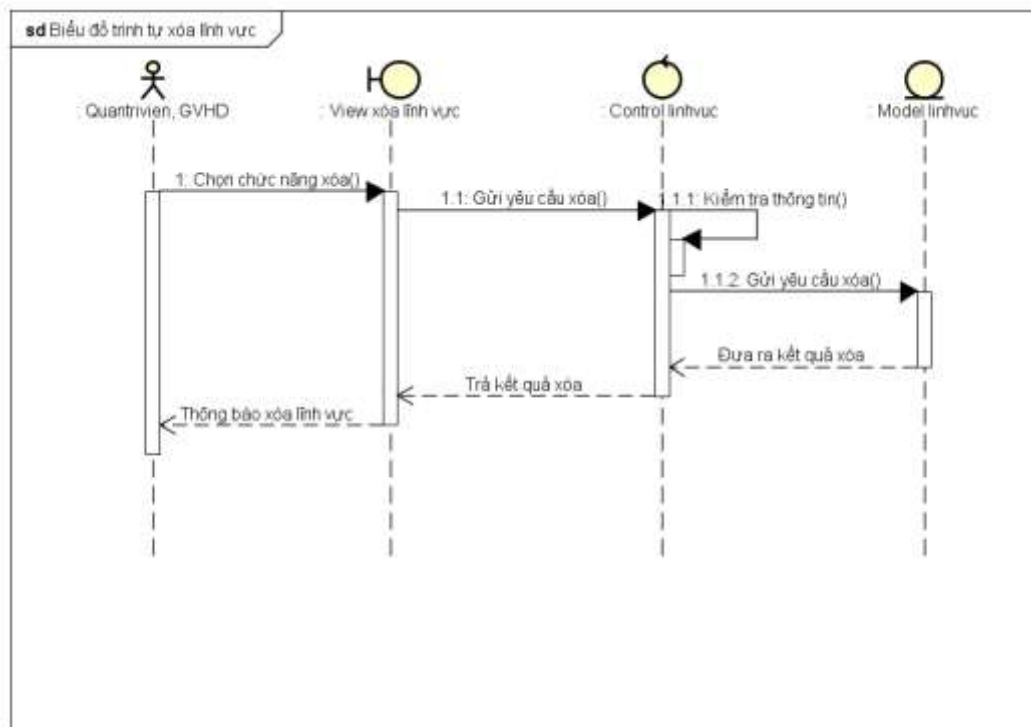 sd Biểu đồ trình tự xóa lĩnh vực
: Quantrivien, GVHD
: View xóa lĩnh vực
: Control linhvuc
: Model linhvuc
1: Chọn chức năng xóa()
1.1: Gửi yêu cầu xóa()
1.1.1: Kiểm tra thông tin()
1.1.2: Gửi yêu cầu xóa()
Đưa ra kết quả xóa
Trả kết quả xóa
Thông báo xóa lĩnh vực